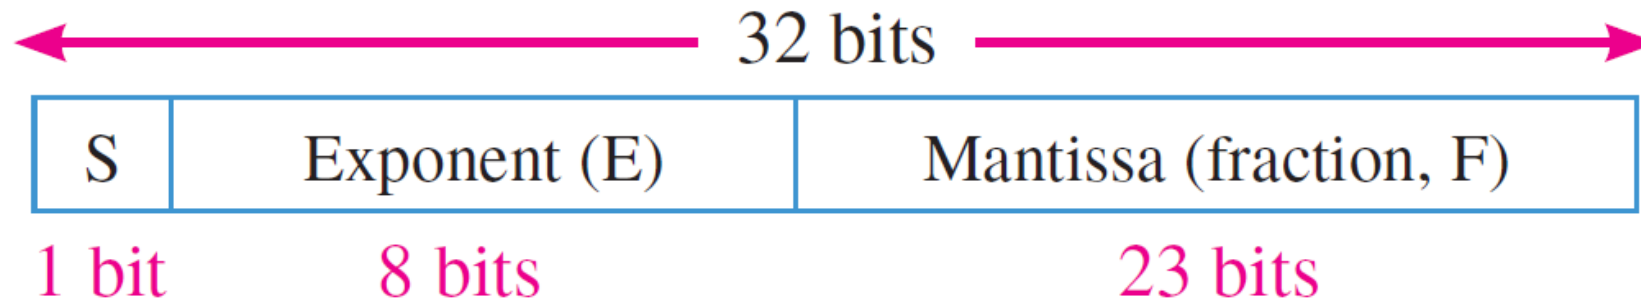 32 bits
S Exponent (E) Mantissa (fraction, F)
1 bit 8 bits 23 bits